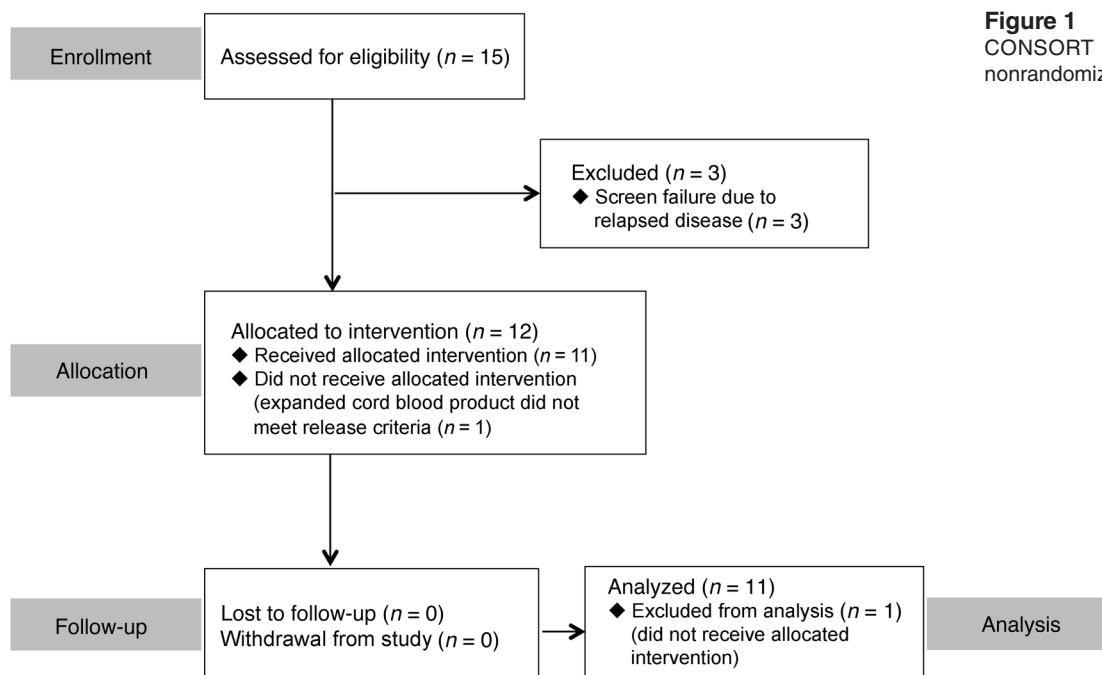 Enrollment
Assessed for eligibility (n = 15)
Figure 1
CONSORT
Excluded (n = 3)
◆ Screen failure due to
relapsed disease (n = 3)
Allocation
Allocated to intervention (n = 12)
◆ Received allocated intervention (n = 11)
◆ Did not receive allocated intervention
(expanded cord blood product did not
meet release criteria (n = 1)
Follow-up
Lost to follow-up (n = 0)
Withdrawal from study (n = 0)
Analyzed (n = 11)
◆ Excluded from analysis (n = 1)
(did not receive allocated
intervention)
Analysis